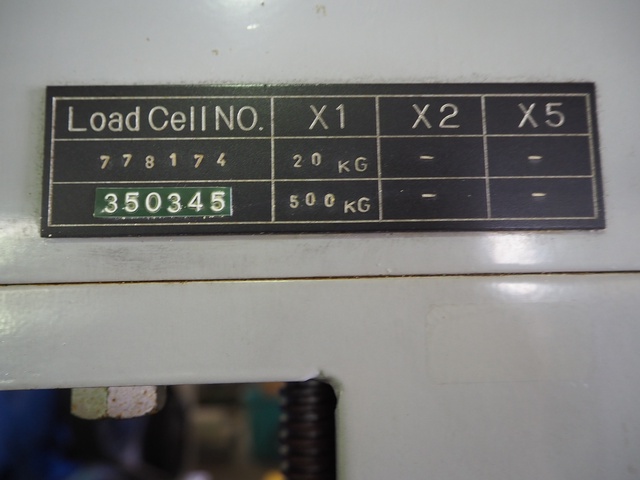 Load Cell NO. X1 X2 X5
778174 20 KG - -
350345 500 KG - -